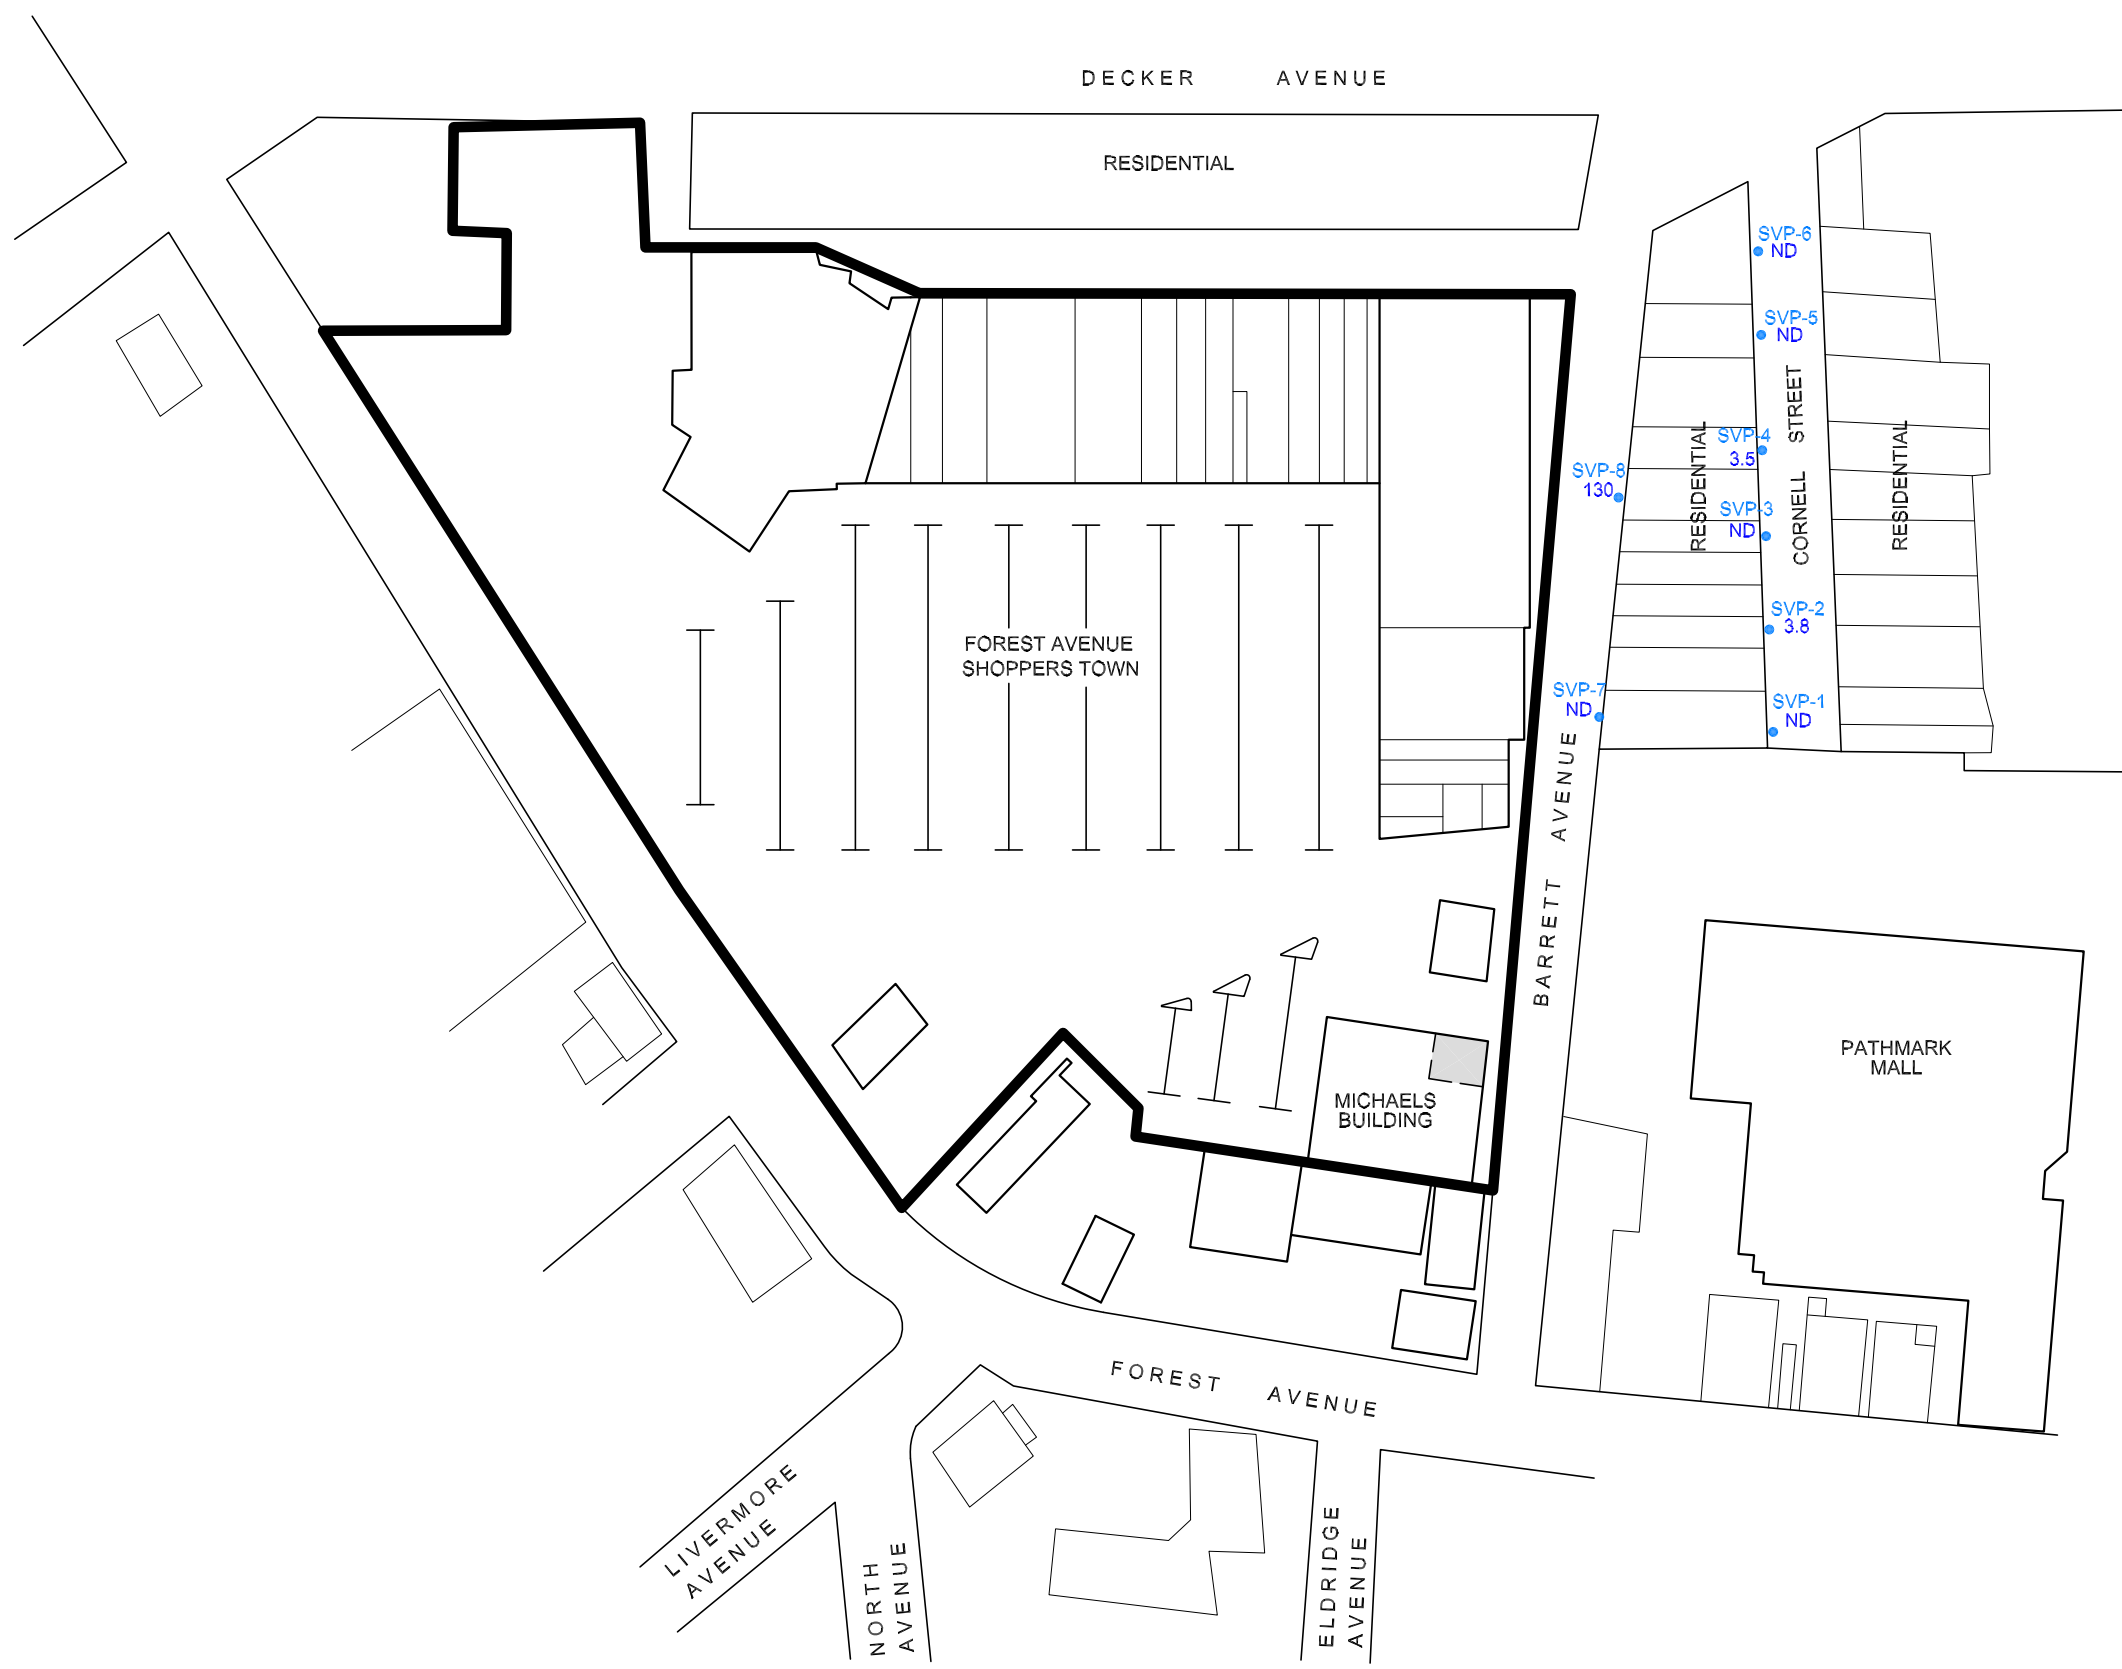 DECKER AVENUE
RESIDENTIAL
SVP-6
ND
SVP-5
ND
SVP-4
3.5
SVP-8
130
SVP-3
ND
SVP-2
3.8
SVP-7
ND
SVP-1
ND
RESIDENTIAL
CORNELL STREET
RESIDENTIAL
FOREST AVENUE
SHOPPERS TOWN
BARRETT AVENUE
PATHMARK
MALL
MICHAELS
BUILDING
FOREST AVENUE
LIVERMORE
AVENUE
NORTH
AVENUE
ELDRIDGE
AVENUE